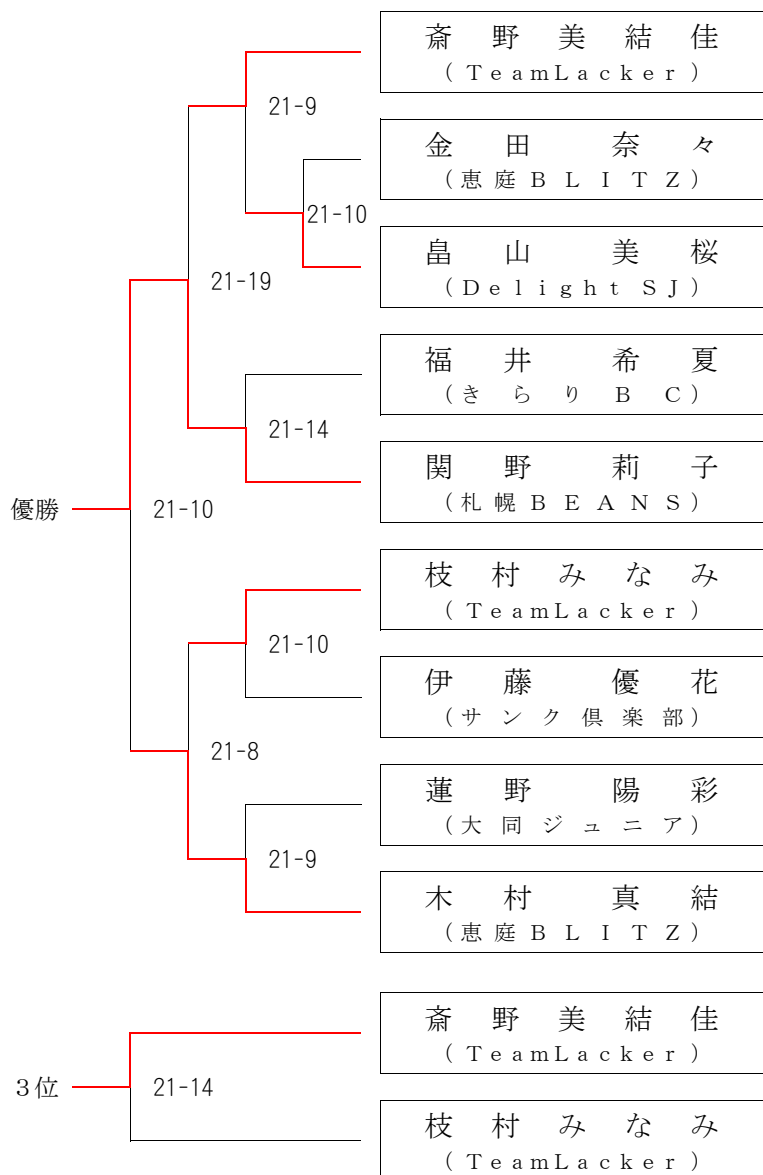 斎野美結佳
(TeamLacker)
21-9
金田 奈々
(恵庭BLITZ)
21-10
畠山 美桜
(Delight SJ)
21-19
福井 希夏
(きらりBC)
21-14
関野 莉子
(札幌BEANS)
優勝
21-10
枝村みなみ
(TeamLacker)
21-10
伊藤 優花
(サンク倶楽部)
21-8
蓮野 陽彩
(大同ジュニア)
21-9
木村 真結
(恵庭BLITZ)
斎野美結佳
(TeamLacker)
3位
21-14
枝村みなみ
(TeamLacker)